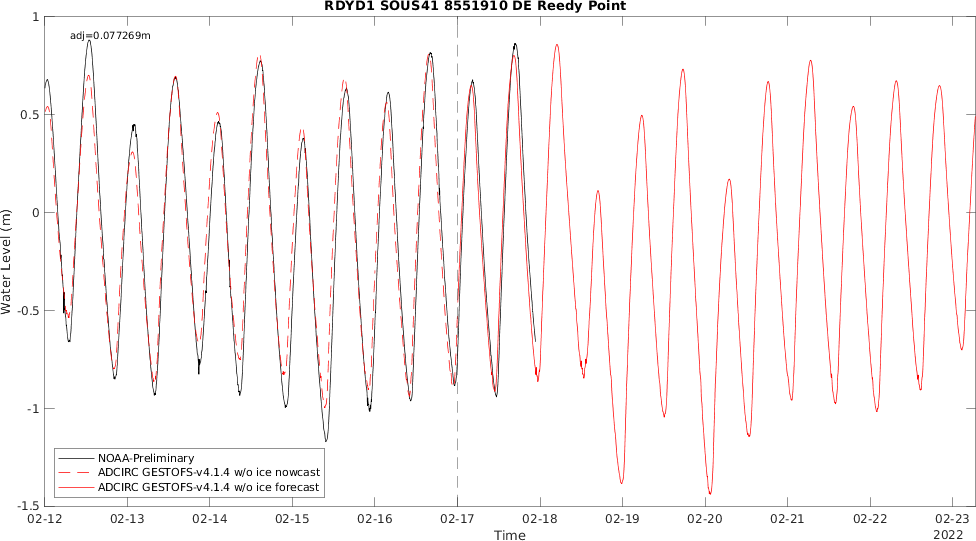 RDYD1 SOUS41 8551910 DE Reedy Point
adj=0.077269m
Water Level (m)
1
0.5
0
-0.5
-1
-1.5
NOAA-Preliminary
ADCIRC GESTOFS-v4.1.4 w/o ice nowcast
ADCIRC GESTOFS-v4.1.4 w/o ice forecast
02-12 02-13 02-14 02-15 02-16 02-17 02-18 02-19 02-20 02-21 02-22 02-23
Time
2022